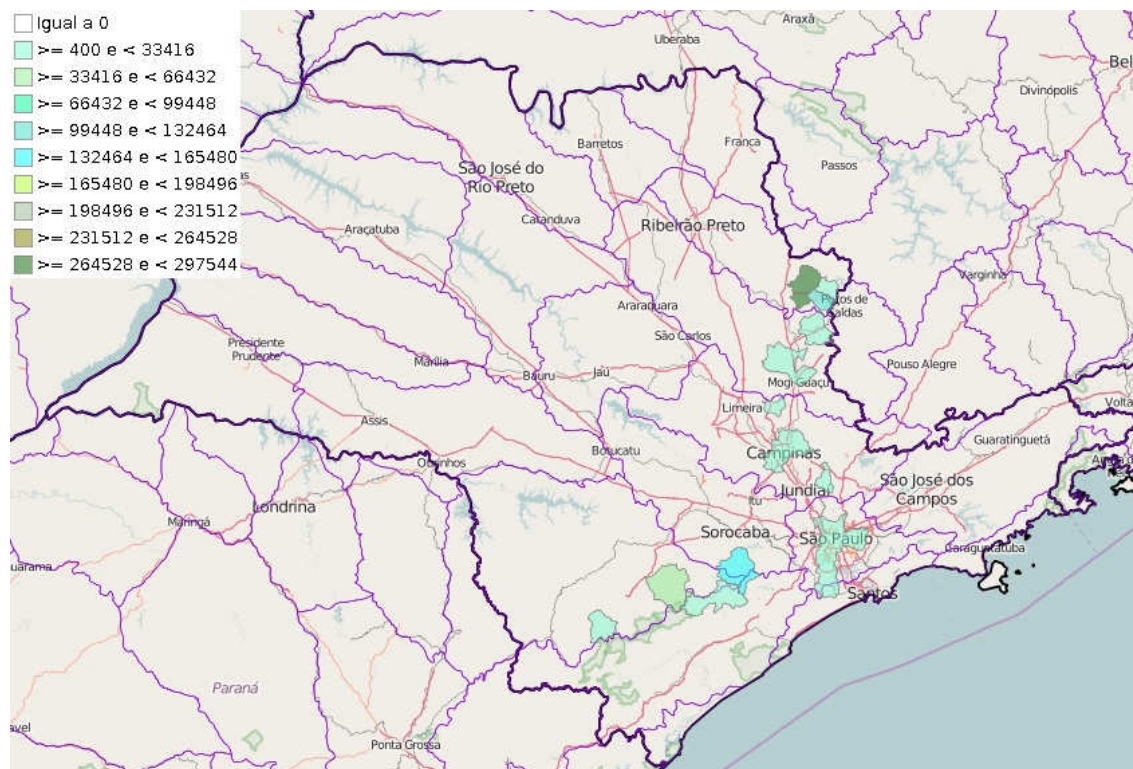 Igual a 0
>= 400 e < 33416
>= 33416 e < 66432
>= 66432 e < 99448
>= 99448 e < 132464
>= 132464 e < 165480
>= 165480 e < 198496
>= 198496 e < 231512
>= 231512 e < 264528
>= 264528 e < 297544
Araxá
Uberaba
Bel
Divinópolis
Barretos
Franca
Passos
São José do
Rio Preto
Catanduva
Ribeirão Preto
Araçatuba
Varginha
Araraquara
Poços de
Caldas
São Carlos
Presidente
Prudente
Marília
Bauru
Jaú
Mogi-Guaçu
Pouso Alegre
Limeira
Volta
Assis
Guaratinguetá
Botucatu
Campinas
Ourinhos
São José dos
Campos
Jundiaí
Itu
Londrina
Maringá
Sorocaba
São Paulo
Caraguatatuba
uarama
Santos
Paraná
avel
Ponta Grossa